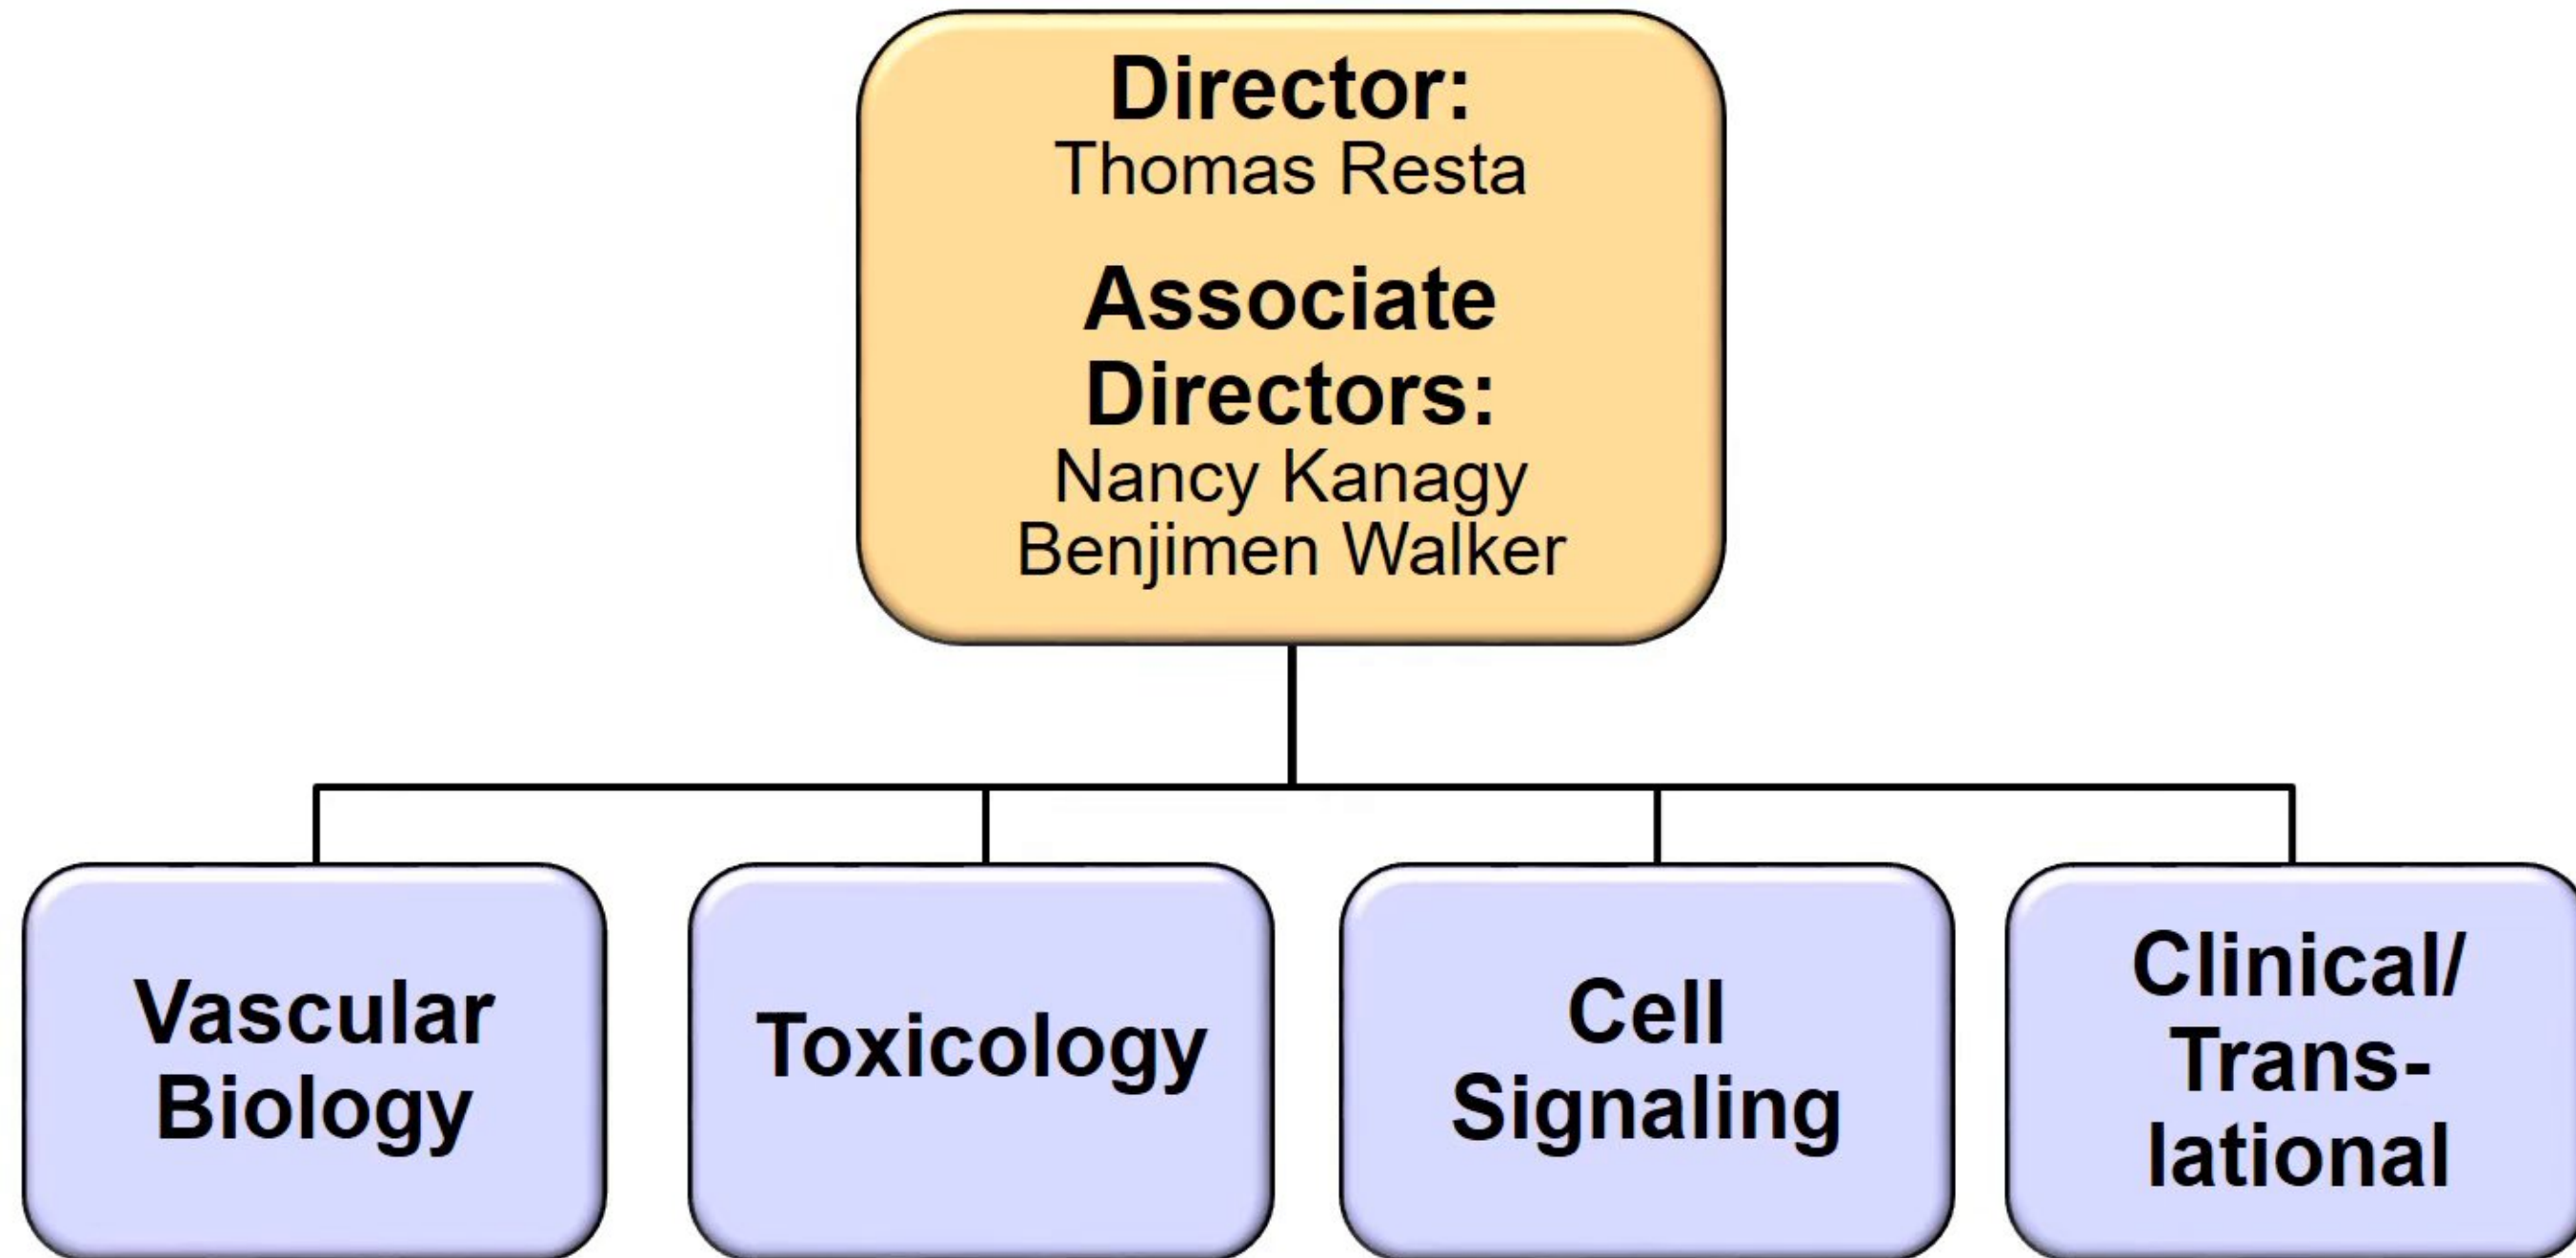 Director:
Thomas Resta
Associate
Directors:
Nancy Kanagy
Benjimen Walker
Vascular
Biology
Toxicology
Cell
Signaling
Clinical/
Trans-
lational